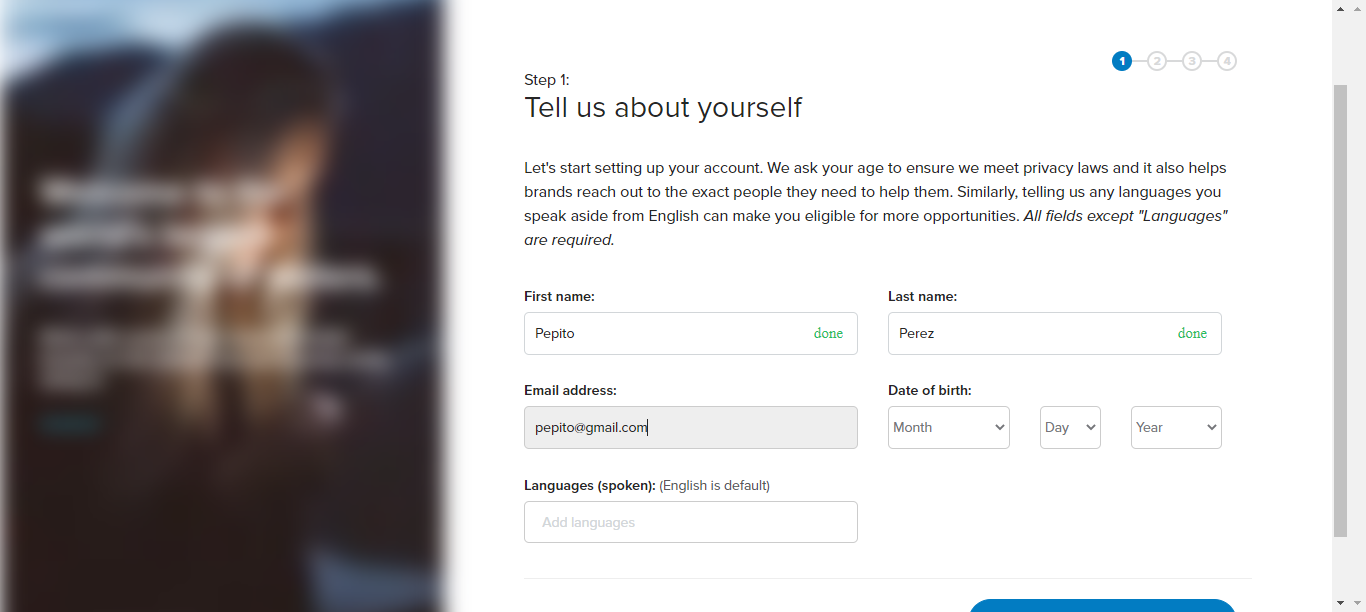 1 2 3 4
Step 1:
Tell us about yourself
Let's start setting up your account. We ask your age to ensure we meet privacy laws and it also helps
brands reach out to the exact people they need to help them. Similarly, telling us any languages you
speak aside from English can make you eligible for more opportunities. All fields except "Languages"
are required.
First name: Last name:
Pepito done Perez done
Email address: Date of birth:
pepito@gmail.com Month Day Year
Languages (spoken): (English is default)
Add languages